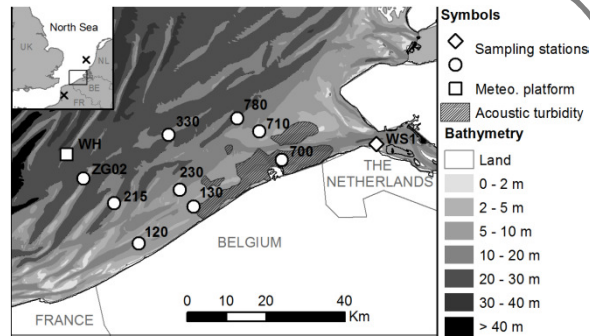 North Sea
UK
NL
BE
FR
780
330
710
WH
WS1
700
ZG02
THE
NETHERLANDS
230
215
130
120
BELGIUM
FRANCE
0 10 20 40
Km
Symbols
Sampling stations
Meteo. platform
Acoustic turbidity
Bathymetry
Land
0 - 2 m
2 - 5 m
5 - 10 m
10 - 20 m
20 - 30 m
30 - 40 m
> 40 m